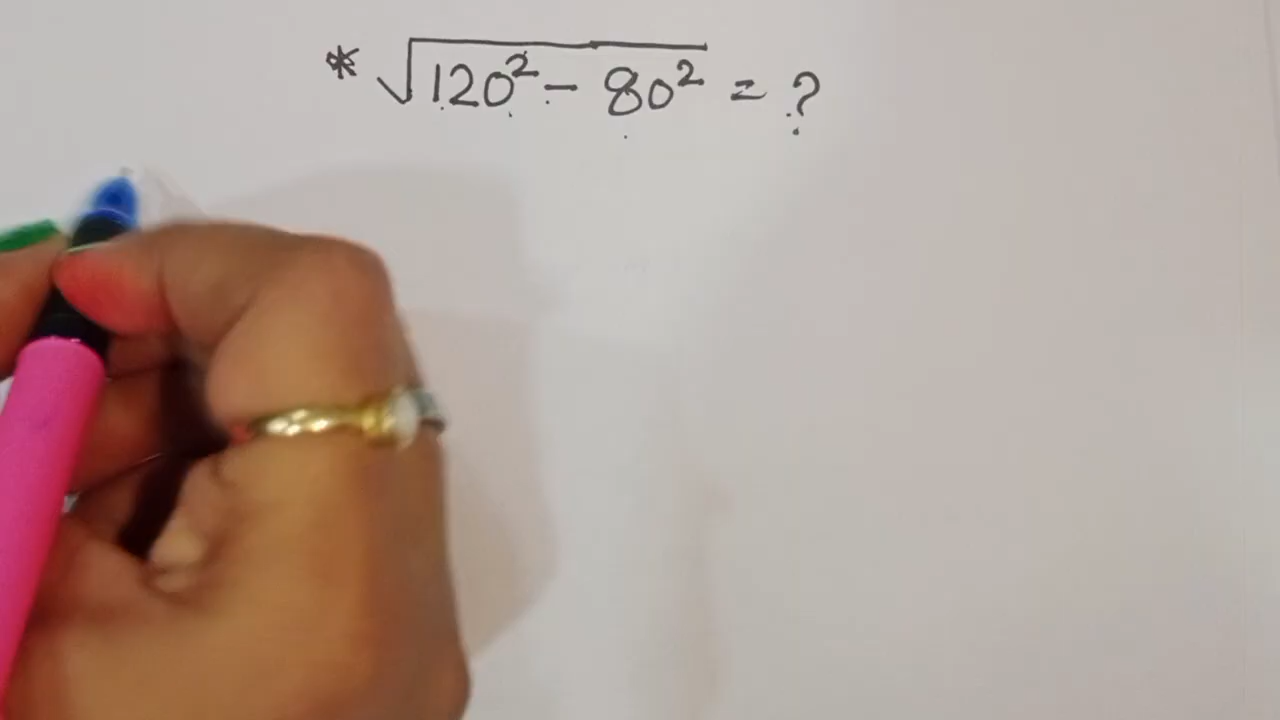 * √120² - 80² = ?